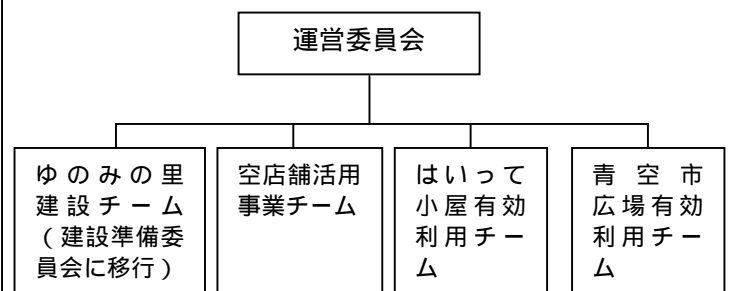 運営委員会
ゆのみの里
建設チーム
（建設準備委
員会に移行）
空店舗活用
事業チーム
はいって
小屋有効
利用チー
ム
青空市
広場有効
利用チー
ム